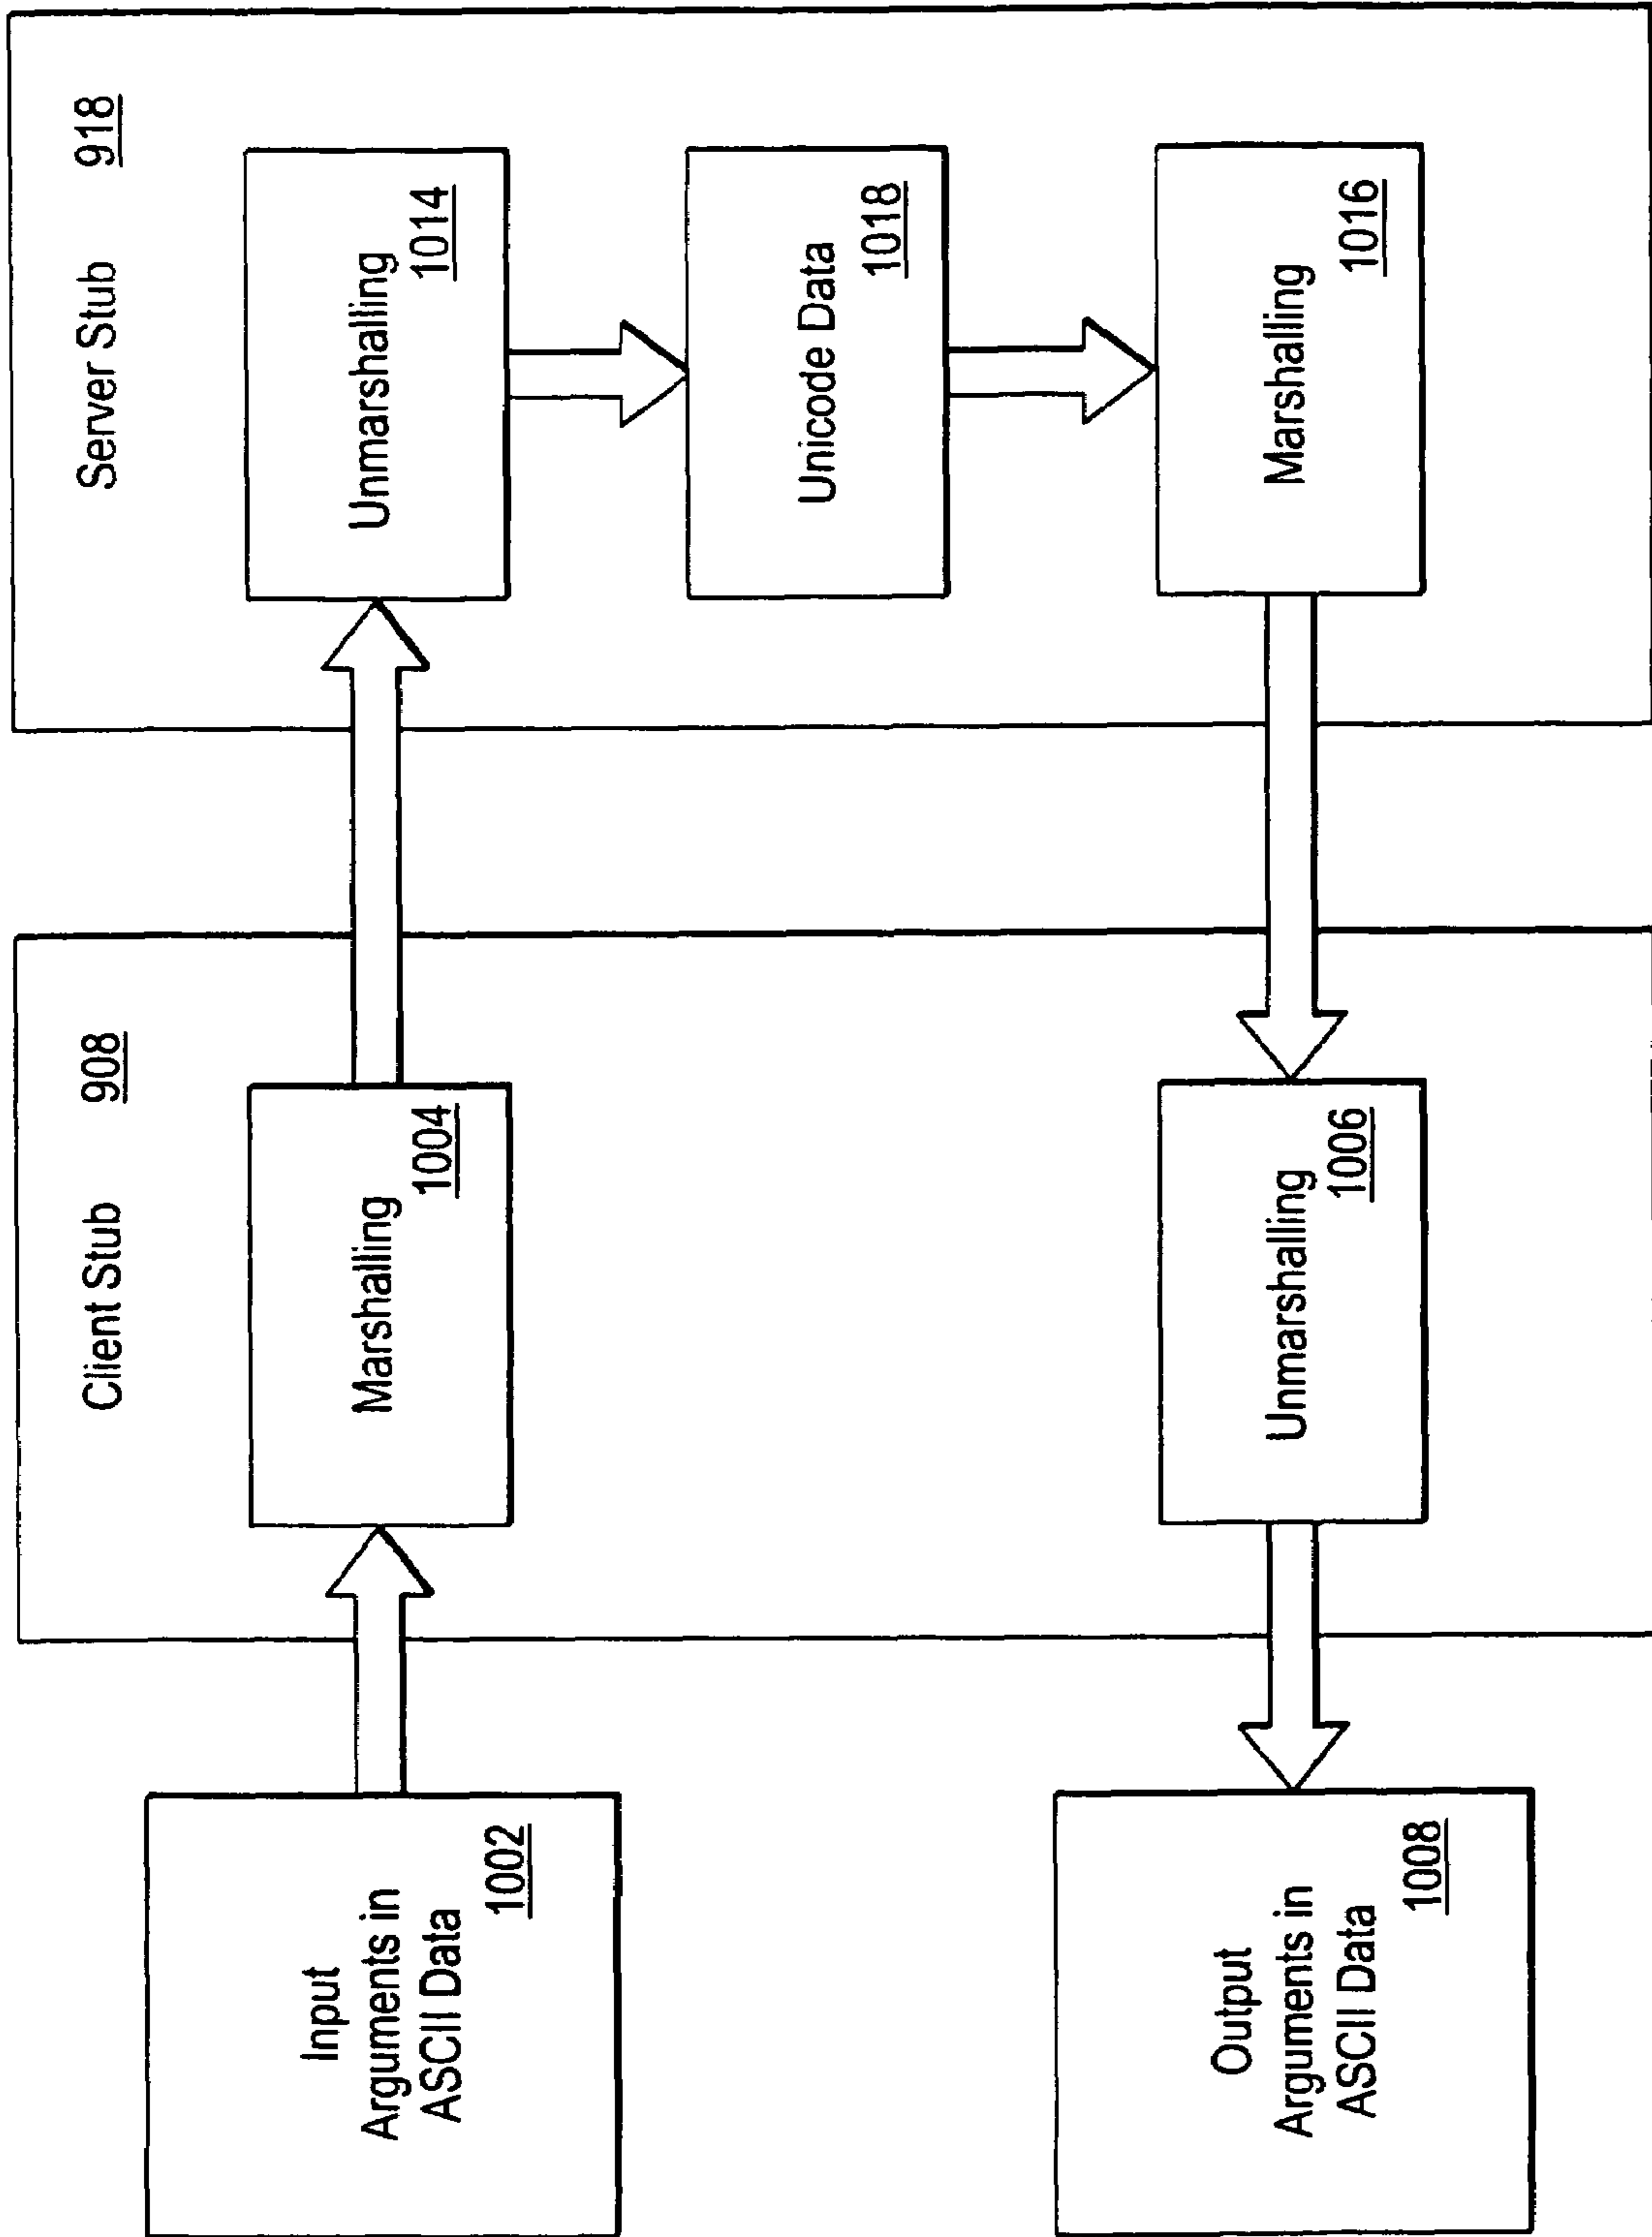 Input
Arguments in
ASCII Data
1002
Client Stub 908
Marshalling
1004
Server Stub 918
Unmarshalling
1014
Unicode Data
1018
Marshalling
1016
Unmarshalling
1006
Output
Arguments in
ASCII Data
1008